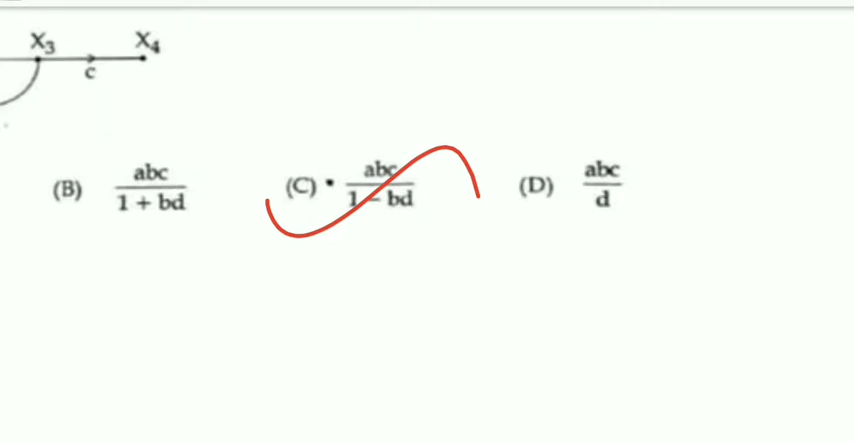 X₃ X₄
c
(B) abc / 1 + bd (C) • abc / 1 − bd (D) abc / d